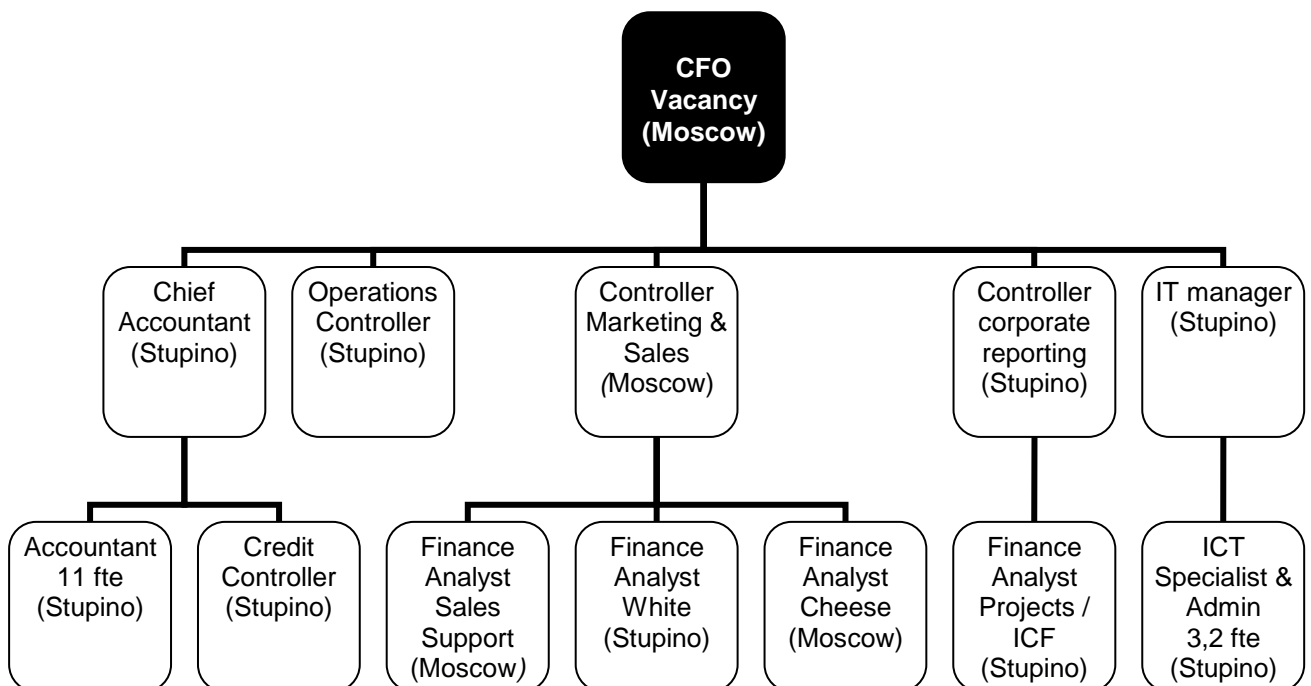 CFO
Vacancy
(Moscow)
Chief
Accountant
(Stupino)
Operations
Controller
(Stupino)
Controller
Marketing &
Sales
(Moscow)
Controller
corporate
reporting
(Stupino)
IT manager
(Stupino)
Accountant
11 fte
(Stupino)
Credit
Controller
(Stupino)
Finance
Analyst
Sales
Support
(Moscow)
Finance
Analyst
White
(Stupino)
Finance
Analyst
Cheese
(Moscow)
Finance
Analyst
Projects /
ICF
(Stupino)
ICT
Specialist &
Admin
3,2 fte
(Stupino)